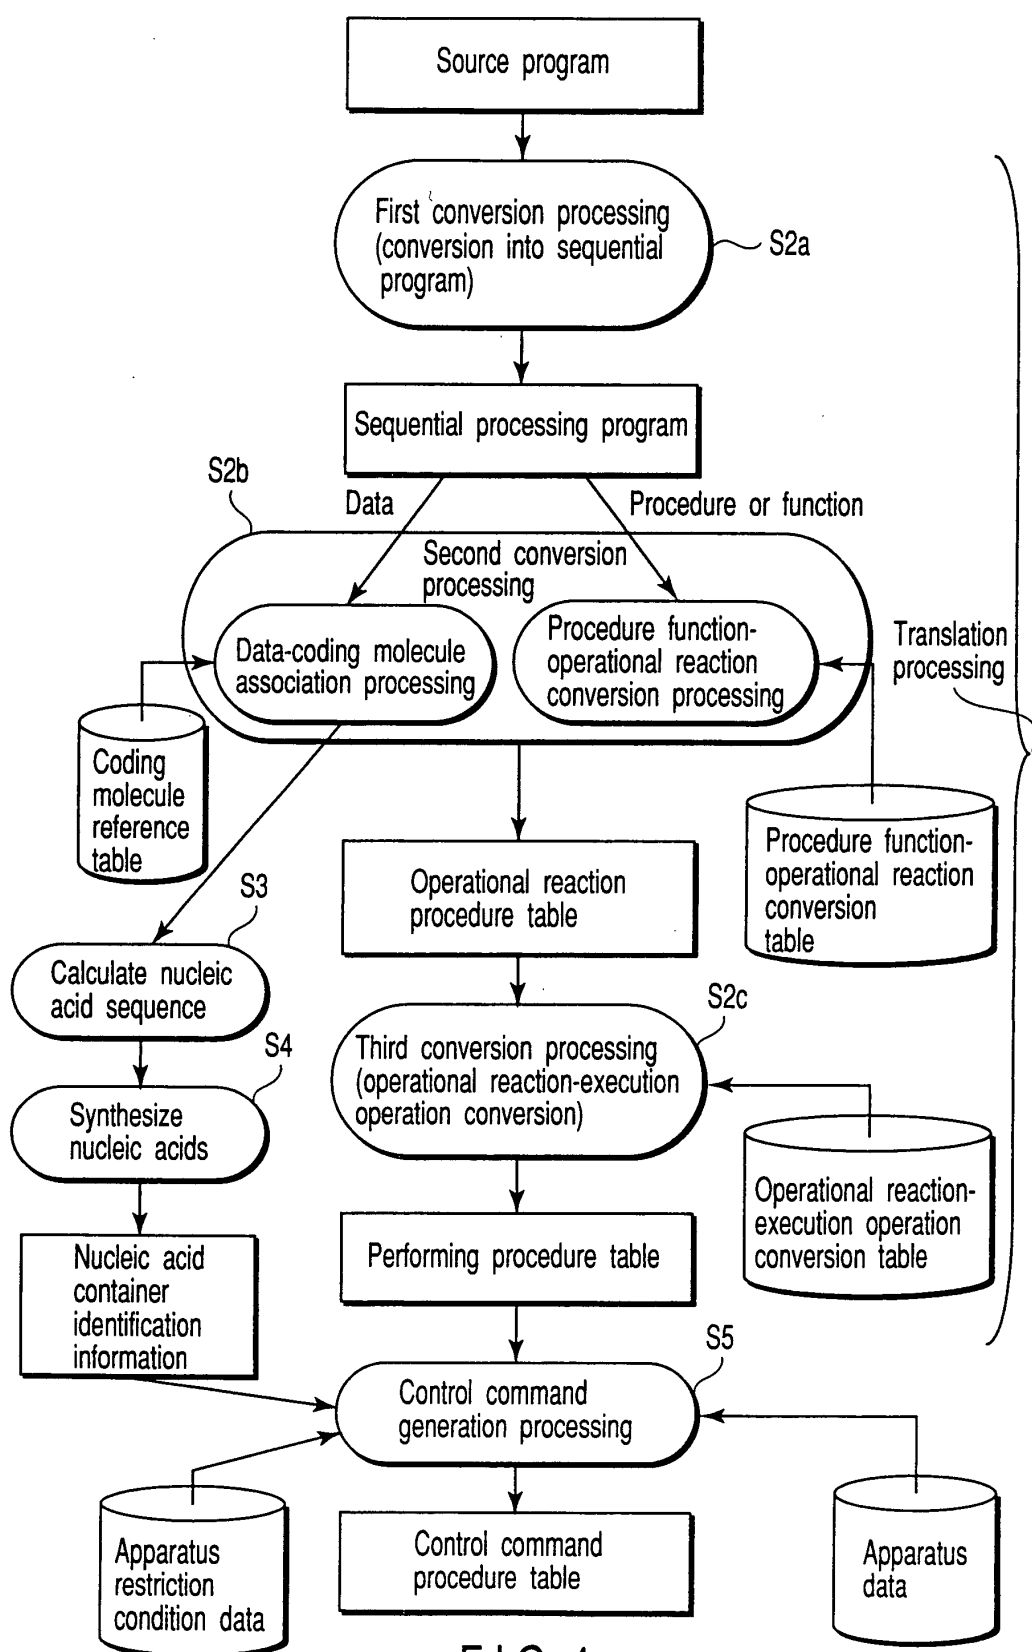 Source program
First conversion processing
(conversion into sequential
program)
S2a
Sequential processing program
S2b
Data
Procedure or function
Second conversion
processing
Data-coding molecule
association processing
Procedure function-
operational reaction
conversion processing
Translation
processing
Coding
molecule
reference
table
Procedure function-
operational reaction
conversion
table
Operational reaction
procedure table
S3
Calculate nucleic
acid sequence
S2c
Third conversion processing
(operational reaction-execution
operation conversion)
S4
Synthesize
nucleic acids
Operational reaction-
execution operation
conversion table
Performing procedure table
Nucleic acid
container
identification
information
S5
Control command
generation processing
Apparatus
restriction
condition data
Control command
procedure table
Apparatus
data